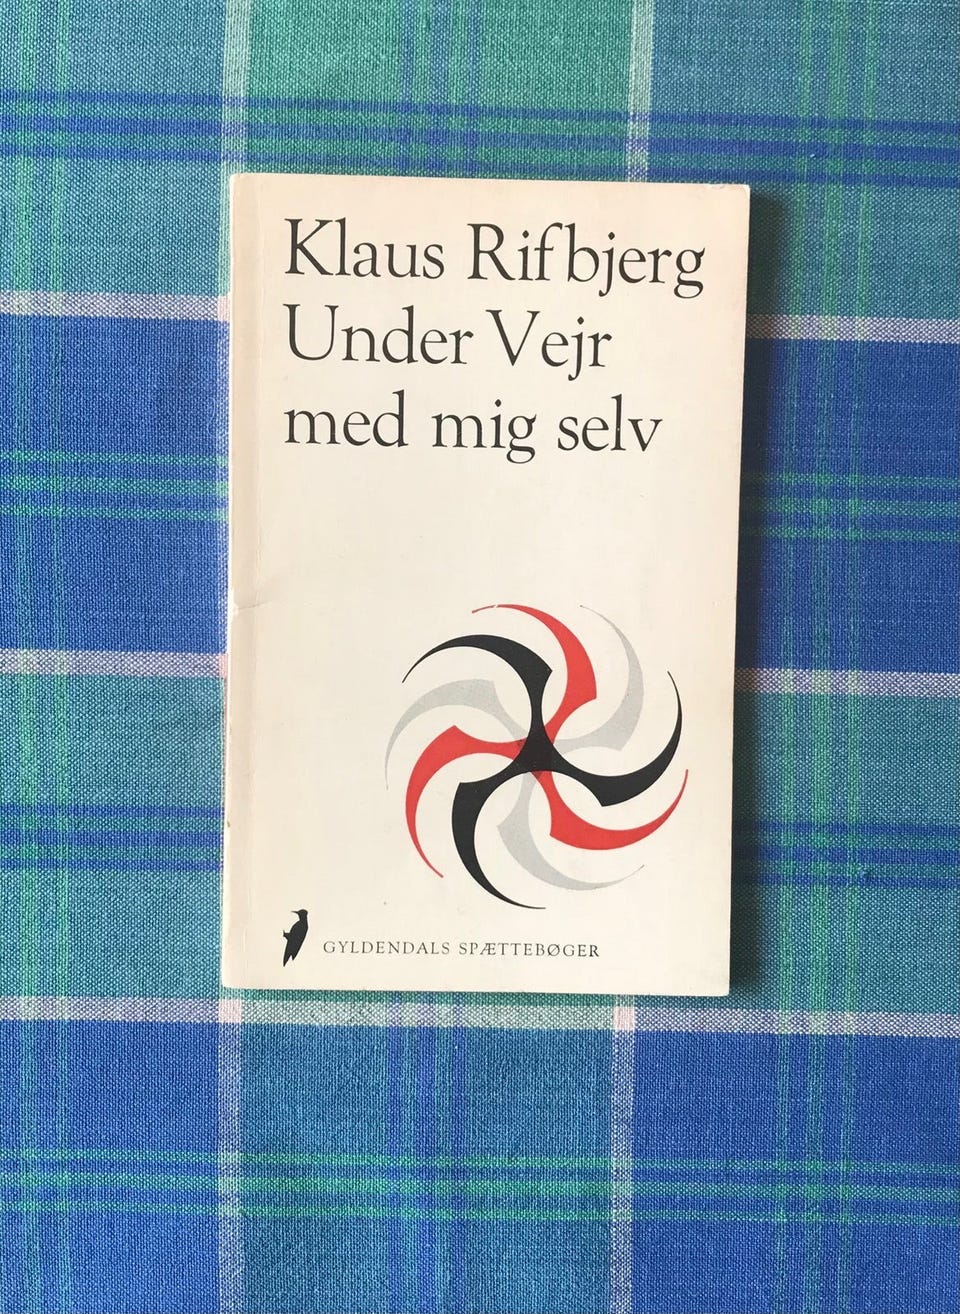 Klaus Rifbjerg
Under Vejr
med mig selv
GYLDENDALS SPÆTTEBØGER